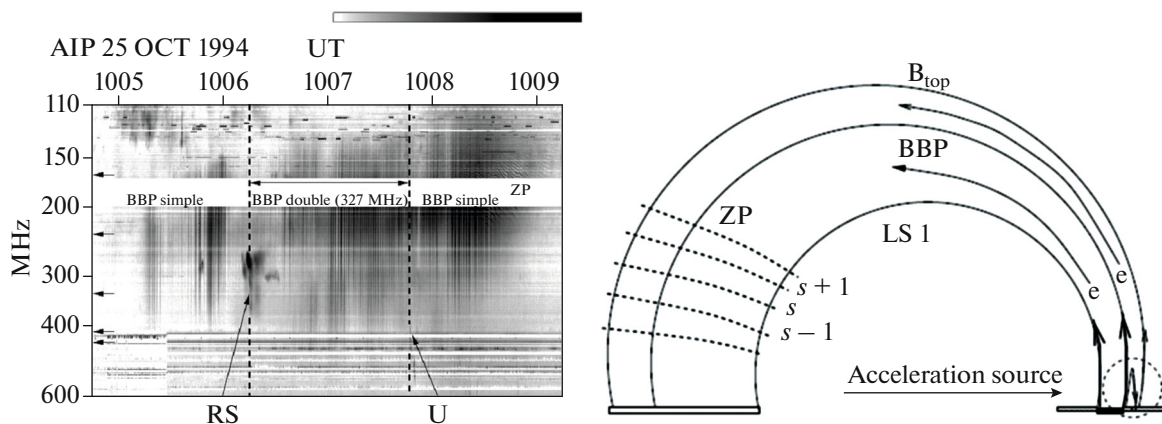 AIP 25 OCT 1994 UT
1005 1006 1007 1008 1009
110
150
200
300
400
600
MHz
ZP
BBP simple BBP double (327 MHz) BBP simple
RS U
B_top
BBP
ZP
LS 1
s + 1
s
s − 1
e e
Acceleration source